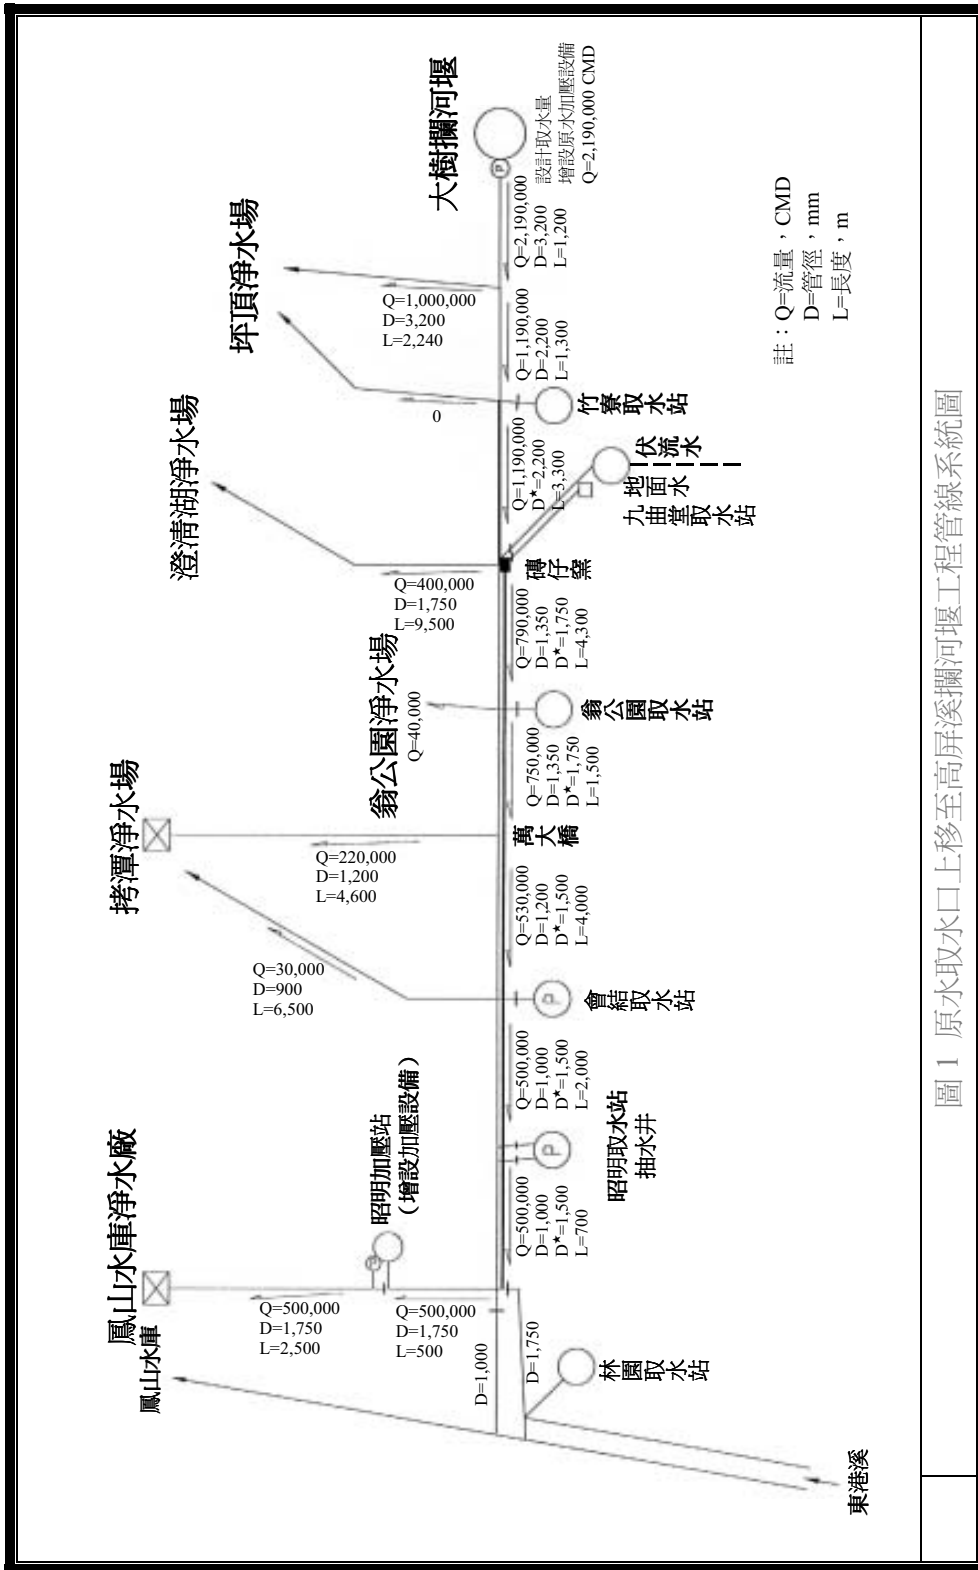 大樹攔河堰
設計取水量
增設原水加壓設備
Q=2,190,000 CMD
P
Q=2,190,000
D=3,200
L=1,200
坪頂淨水場
Q=1,000,000
D=3,200
L=2,240
Q=1,190,000
D=2,200
L=1,300
0
竹寮取水站
澄清湖淨水場
Q=1,190,000
D*=2,200
L=3,300
伏流水
地面水
九曲堂取水站
磚仔窯
Q=400,000
D=1,750
L=9,500
Q=790,000
D=1,350
D*=1,750
L=4,300
翁公園淨水場
Q=40,000
翁公園取水站
Q=750,000
D=1,350
D*=1,750
L=1,500
萬大橋
拷潭淨水場
Q=220,000
D=1,200
L=4,600
Q=530,000
D=1,200
D*=1,500
L=4,000
Q=30,000
D=900
L=6,500
P
會結取水站
Q=500,000
D=1,000
D*=1,500
L=2,000
P
昭明取水站
抽水井
Q=500,000
D=1,000
D*=1,500
L=700
鳳山水庫淨水廠
昭明加壓站
(增設加壓設備)
Q=500,000
D=1,750
L=2,500
Q=500,000
D=1,750
L=500
鳳山水庫
D=1,000
D=1,750
林園取水站
東港溪
註：Q=流量，CMD
D=管徑，mm
L=長度，m
圖 1 原水取水口上移至高屏溪攔河堰工程管線系統圖